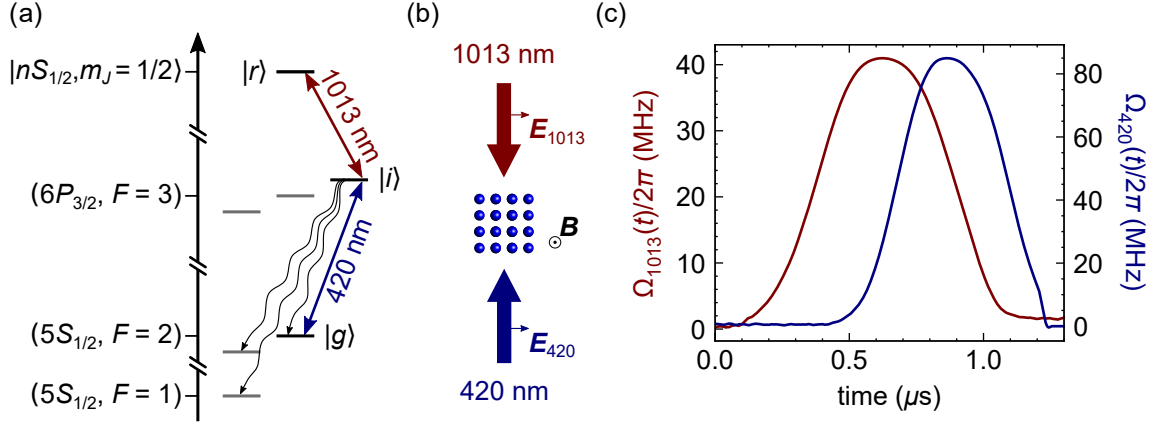 (a)
|nS₁/₂, m_J = 1/2⟩
|r⟩
1013 nm
(6P₃/₂, F = 3)
|i⟩
420 nm
(5S₁/₂, F = 2)
|g⟩
(5S₁/₂, F = 1)
(b)
1013 nm
E₁₀₁₃
B
E₄₂₀
420 nm
(c)
Ω₁₀₁₃(t)/2π (MHz)
40
30
20
10
0
0.0
0.5
1.0
time (μs)
80
60
40
20
0
Ω₄₂₀(t)/2π (MHz)